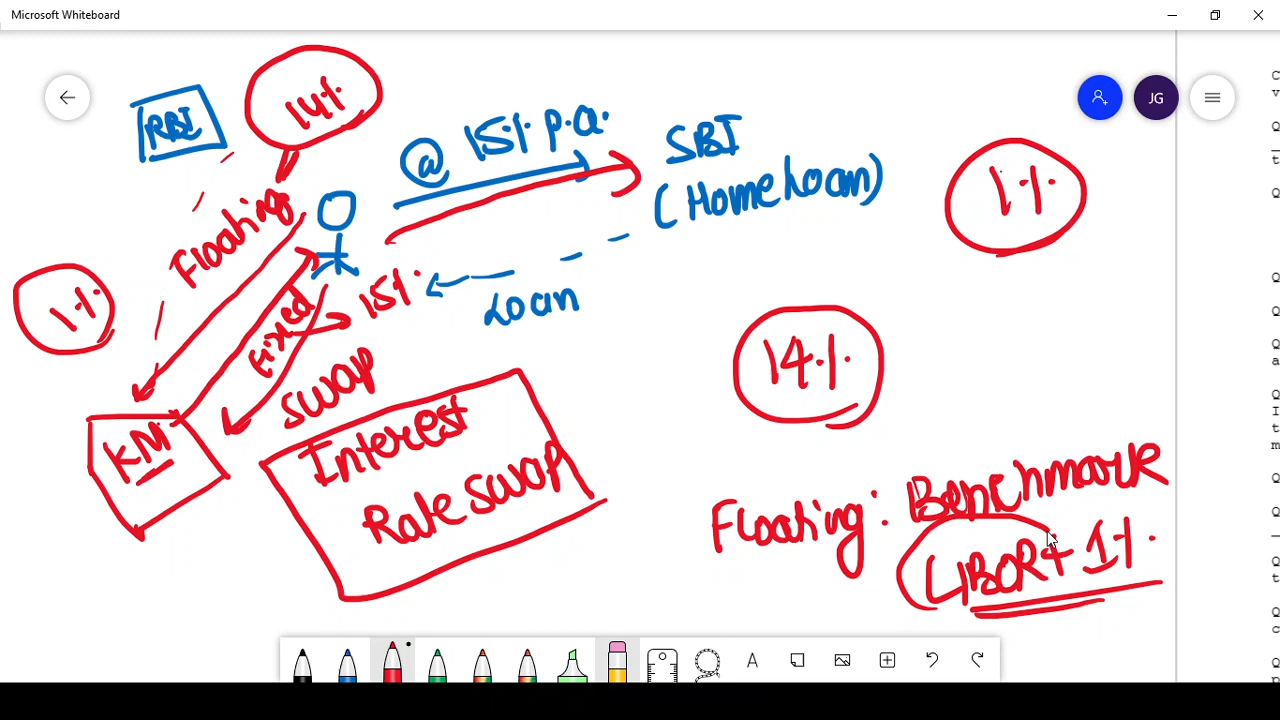 Microsoft Whiteboard
JG
RBI
14%
@ 15% p.a.
SBI
(Home Loan)
1%
Floating
1%
Fixed
15%
Loan
Swap
14%
KM
Interest
Rate Swap
Floating : Benchmark
LIBOR + 1%
A